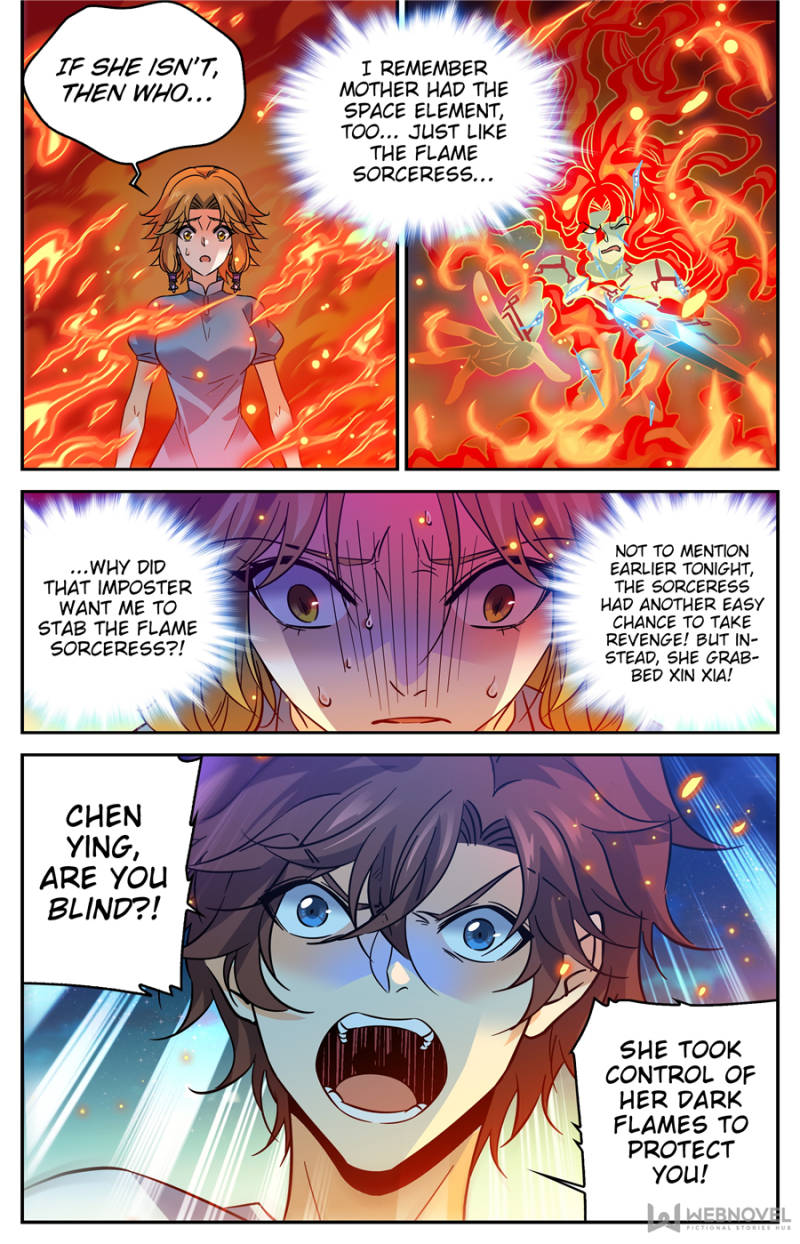 IF SHE ISN'T,
THEN WHO...
I REMEMBER
MOTHER HAD THE
SPACE ELEMENT,
TOO... JUST LIKE
THE FLAME
SORCERESS...
...WHY DID
THAT IMPOSTER
WANT ME TO
STAB THE FLAME
SORCERESS?!
NOT TO MENTION
EARLIER TONIGHT,
THE SORCERESS
HAD ANOTHER EASY
CHANCE TO TAKE
REVENGE! BUT IN-
STEAD, SHE GRAB-
BED XIN XIA!
CHEN
YING,
ARE YOU
BLIND?!
SHE TOOK
CONTROL OF
HER DARK
FLAMES TO
PROTECT
YOU!
WEBNOVEL
FICTIONAL STORIES HUB